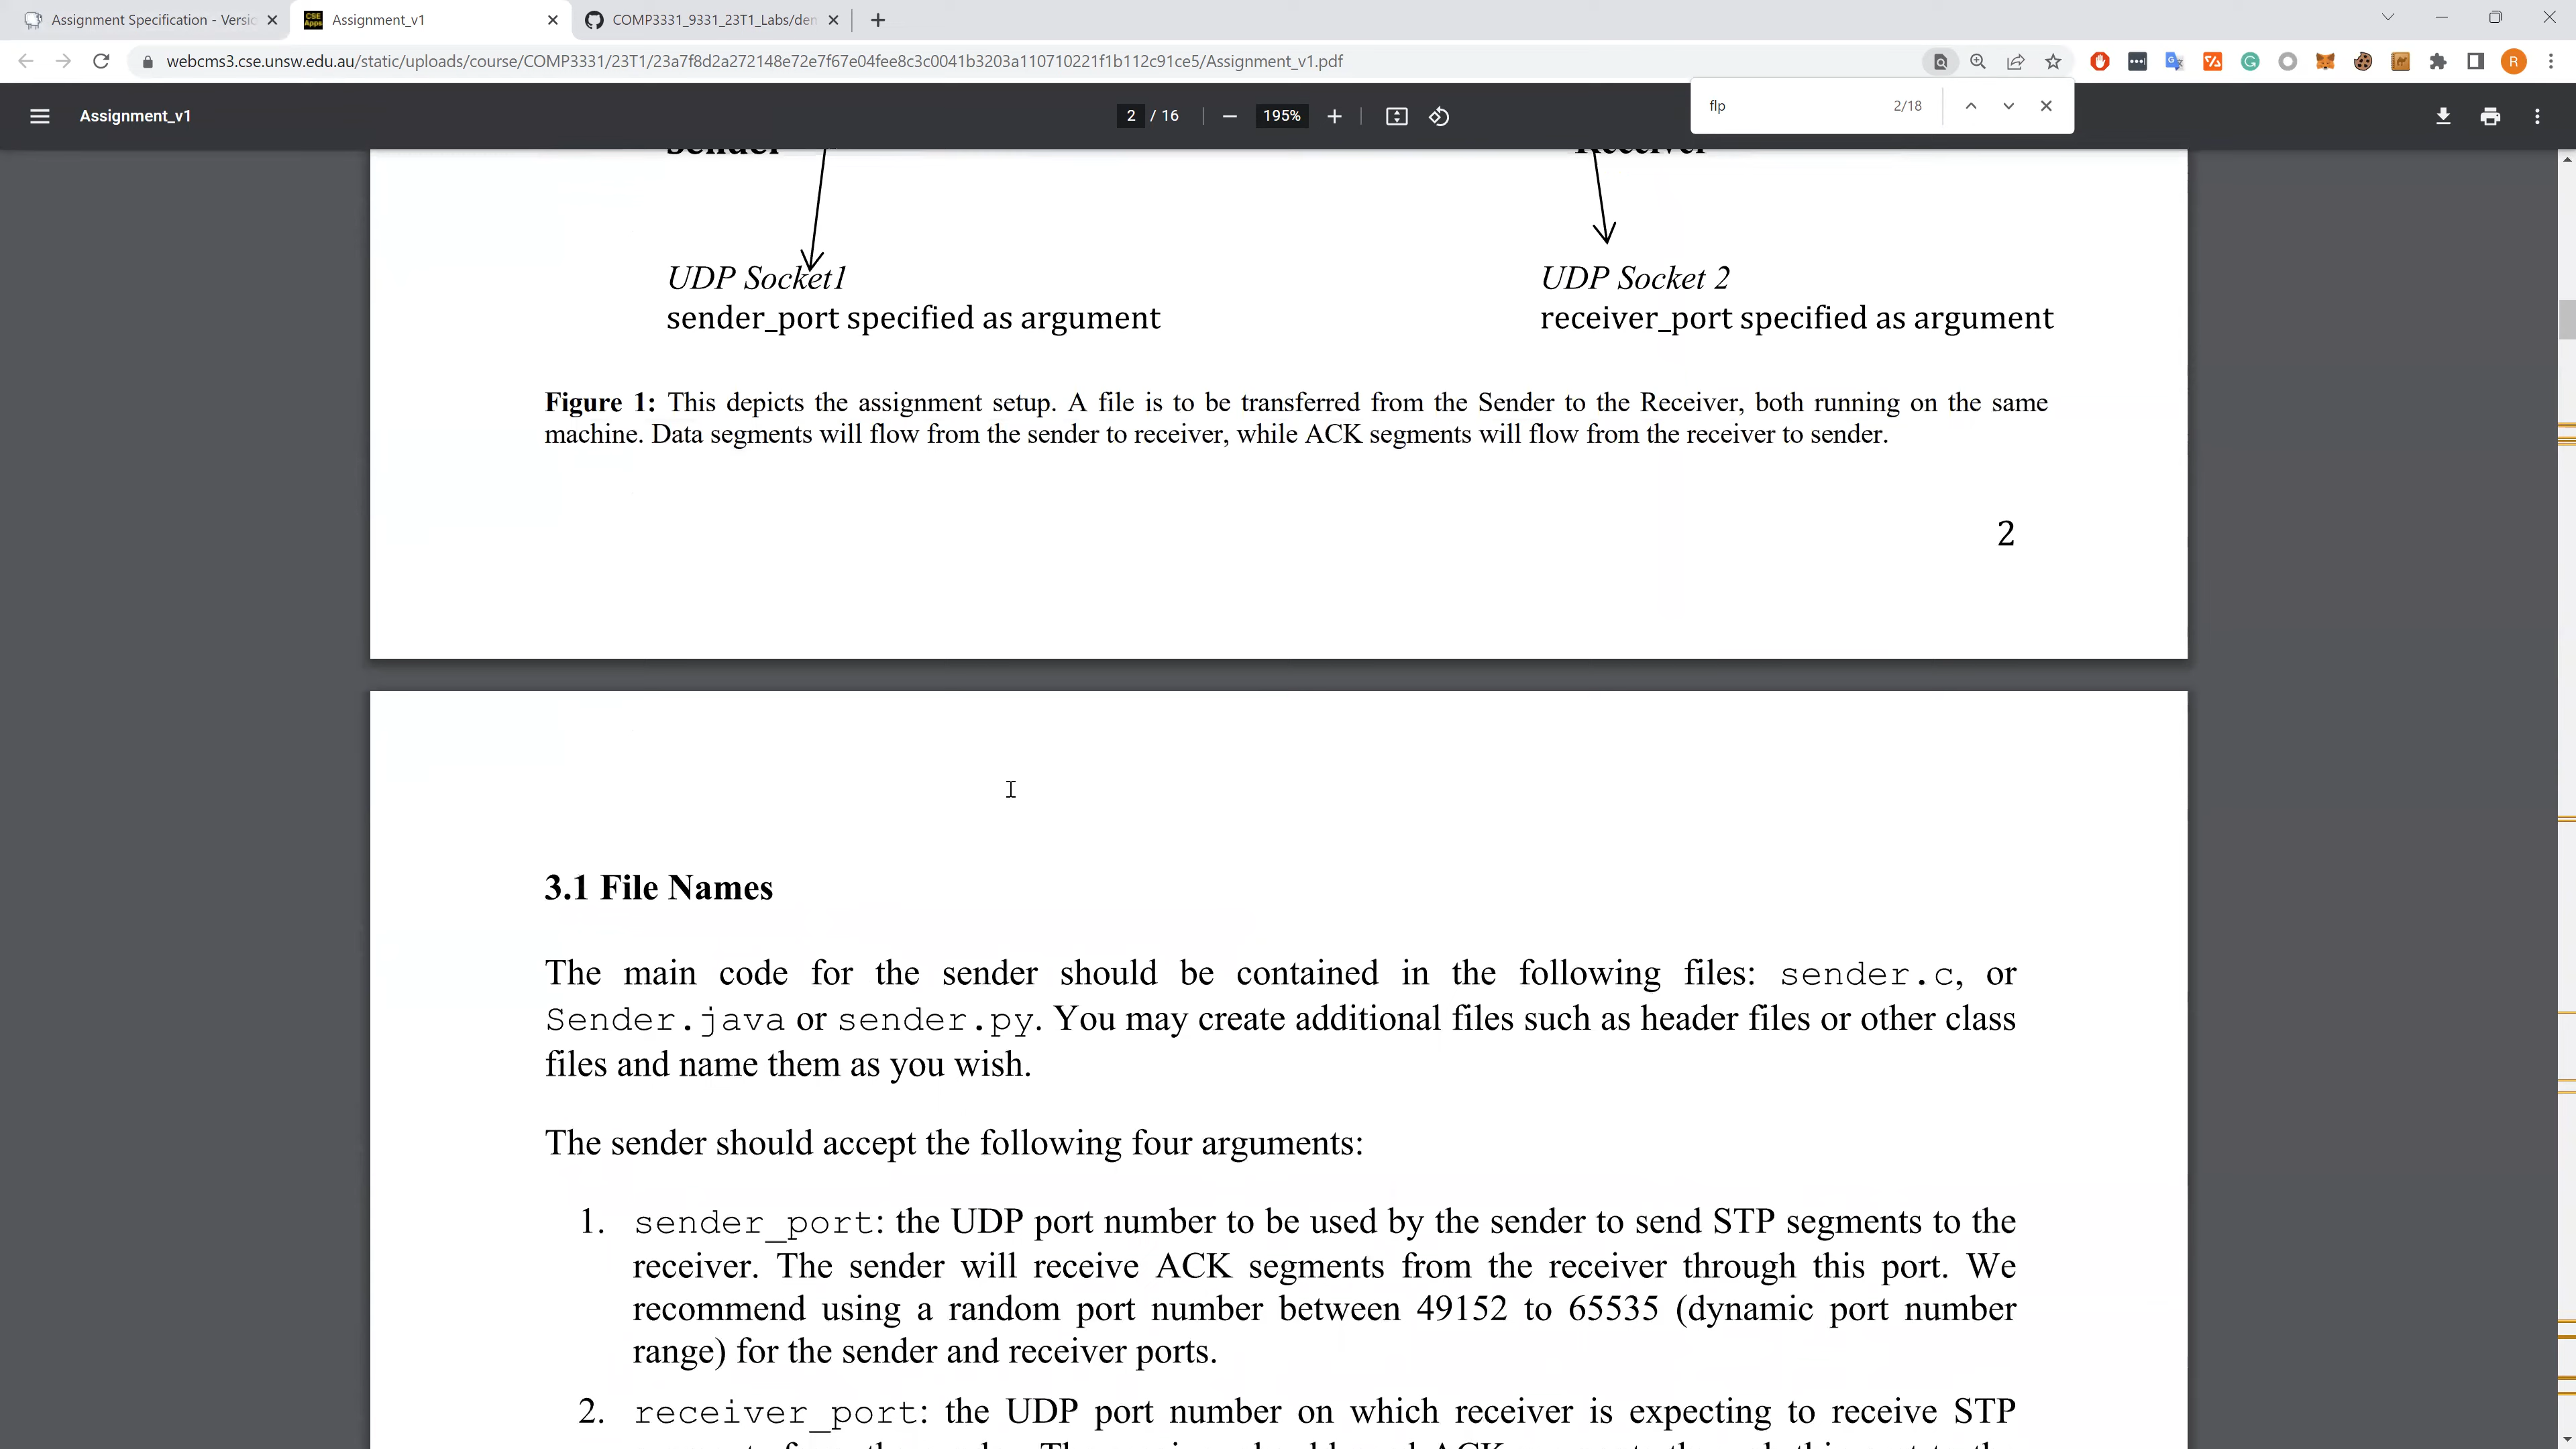 Assignment Specification - Versi
Assignment_v1
COMP3331_9331_23T1_Labs/den
webcms3.cse.unsw.edu.au/static/uploads/course/COMP3331/23T1/23a7f8d2a272148e72e7f67e04fee8c3c0041b3203a110710221f1b112c91ce5/Assignment_v1.pdf
Assignment_v1
2 / 16
195%
flp
2/18
Sender
Receiver
UDP Socket1
UDP Socket 2
sender_port specified as argument
receiver_port specified as argument
Figure 1: This depicts the assignment setup. A file is to be transferred from the Sender to the Receiver, both running on the same
machine. Data segments will flow from the sender to receiver, while ACK segments will flow from the receiver to sender.
2
3.1 File Names
The main code for the sender should be contained in the following files: sender.c, or
Sender.java or sender.py. You may create additional files such as header files or other class
files and name them as you wish.
The sender should accept the following four arguments:
1. sender_port: the UDP port number to be used by the sender to send STP segments to the
receiver. The sender will receive ACK segments from the receiver through this port. We
recommend using a random port number between 49152 to 65535 (dynamic port number
range) for the sender and receiver ports.
2. receiver_port: the UDP port number on which receiver is expecting to receive STP